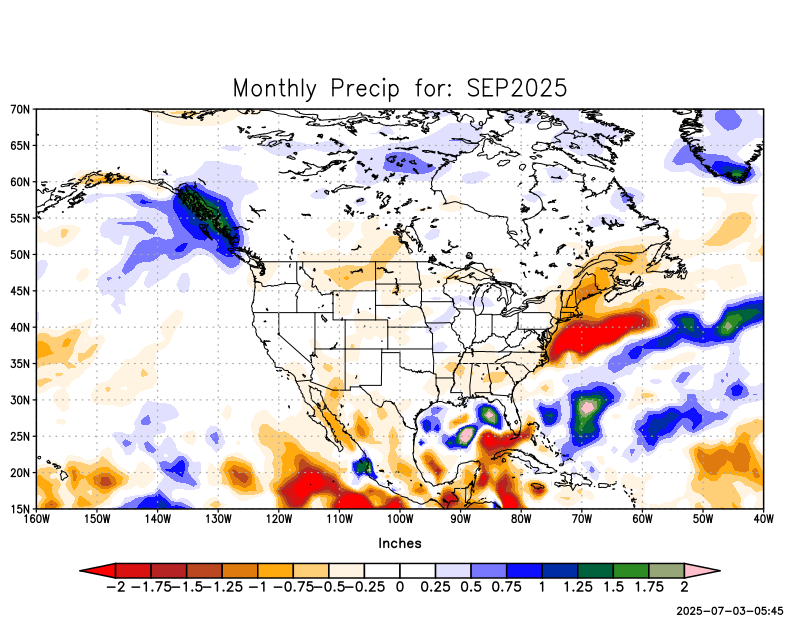 Monthly Precip for: SEP2025
70N
65N
60N
55N
50N
45N
40N
35N
30N
25N
20N
15N
160W 150W 140W 130W 120W 110W 100W 90W 80W 70W 60W 50W 40W
Inches
−2 −1.75−1.5−1.25 −1 −0.75−0.5−0.25 0 0.25 0.5 0.75 1 1.25 1.5 1.75 2
2025-07-03-05:45